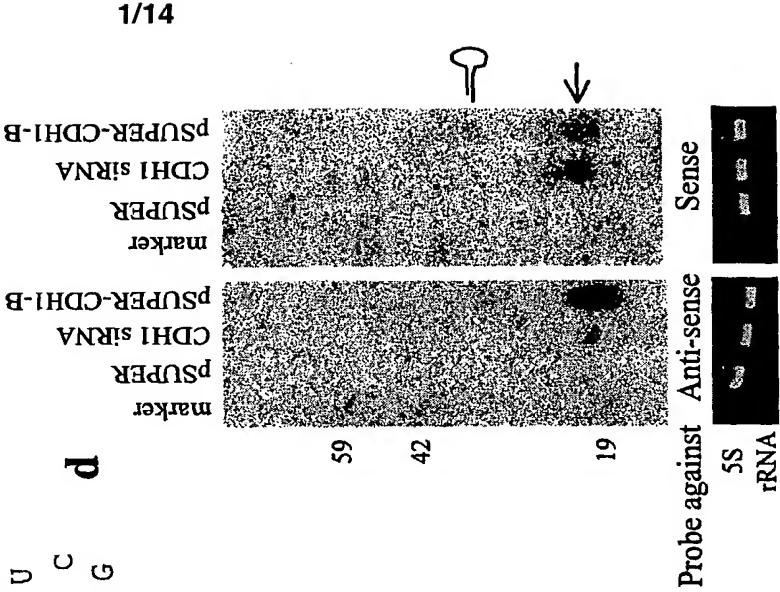 1/14
U
C
G
d
marker
pSUPER
CDH1 siRNA
pSUPER-CDH1-B
marker
pSUPER
CDH1 siRNA
pSUPER-CDH1-B
59
42
19
Probe against
Anti-sense
Sense
5S
rRNA